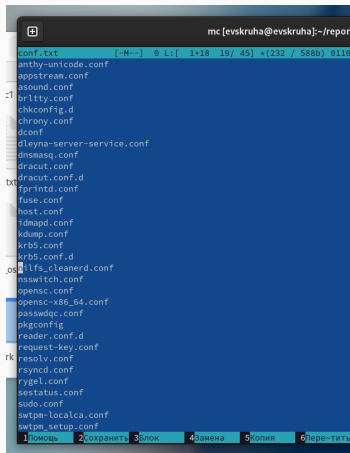 mc [evskruha@evskruha]:~/repor
conf.txt [-M--] 0 L:[ 1+18 19/ 45] *(232 / 588b) 0110
anthy-unicode.conf
appstream.conf
asound.conf
brltty.conf
chkconfig.d
chrony.conf
dconf
dleyna-server-service.conf
dnsmasq.conf
dracut.conf
dracut.conf.d
fprintd.conf
fuse.conf
host.conf
idmapd.conf
kdump.conf
krb5.conf
krb5.conf.d
nilfs_cleanerd.conf
nsswitch.conf
opensc.conf
opensc-x86_64.conf
passwdqc.conf
pkgconfig
reader.conf.d
request-key.conf
resolv.conf
rsyncd.conf
rygel.conf
sestatus.conf
sudo.conf
swtpm-localca.conf
swtpm_setup.conf
1Помощь 2Сохранить 3Блок 4Замена 5Копия 6Пере~тить
c1
txt
_os
rk